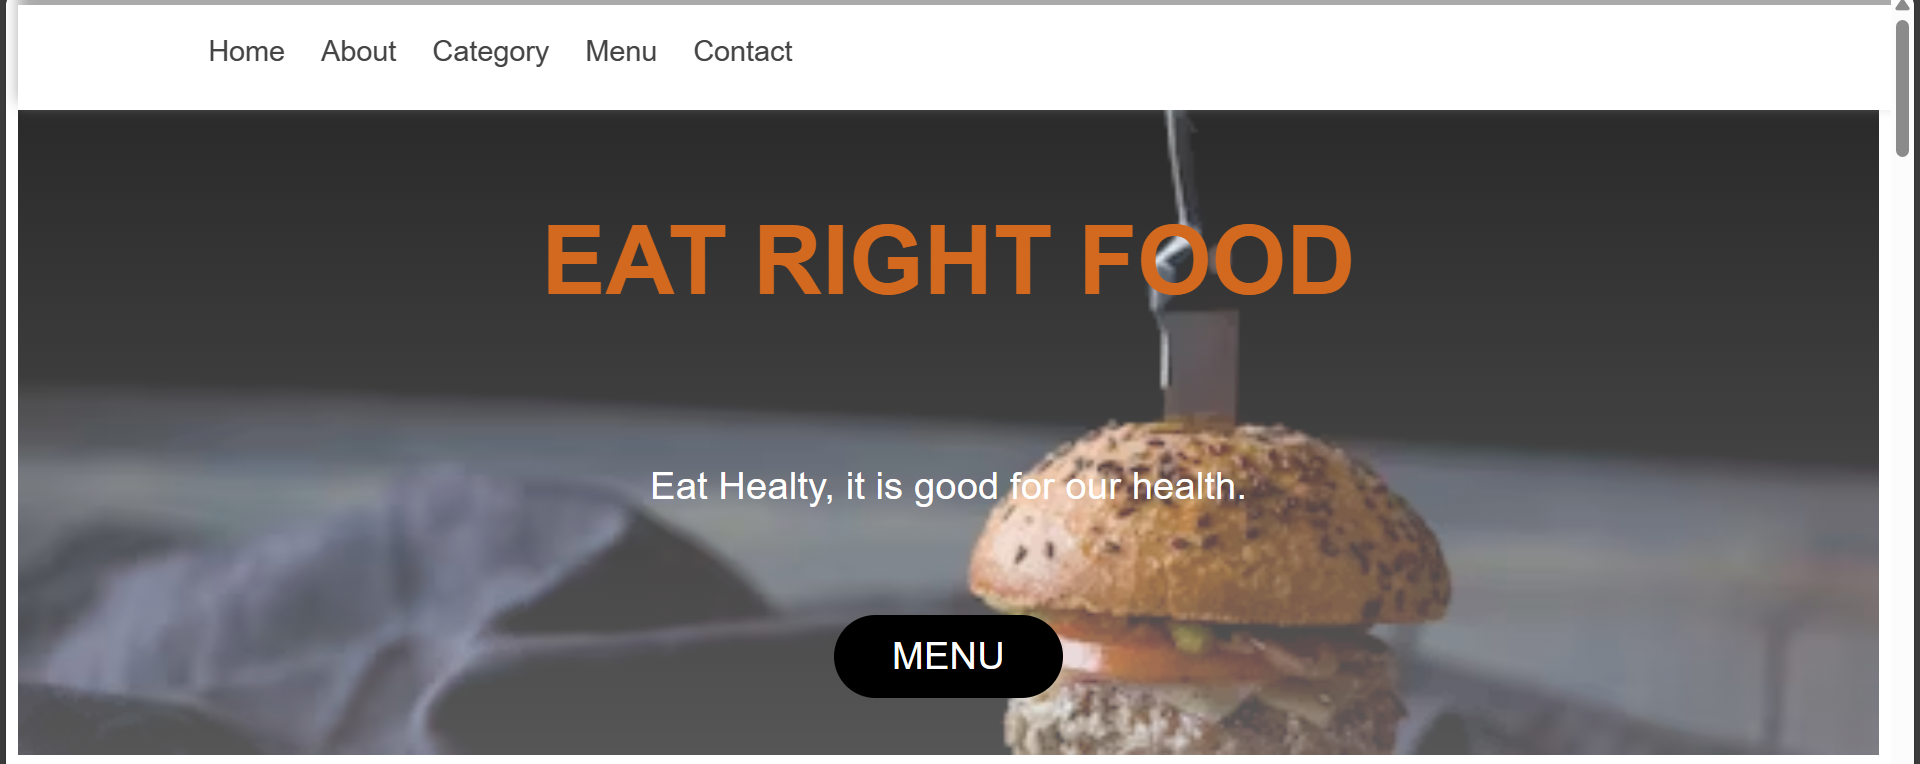 Home About Category Menu Contact
EAT RIGHT FOOD
Eat Healty, it is good for our health.
MENU